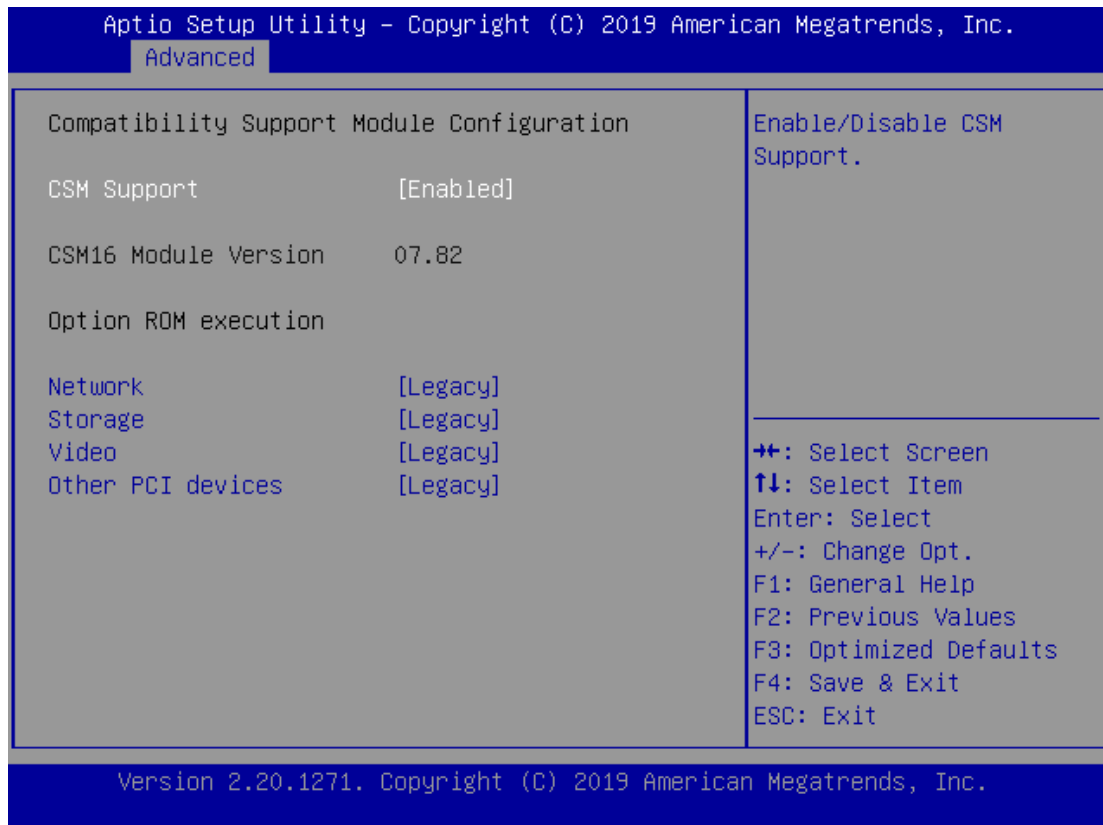 Aptio Setup Utility – Copyright (C) 2019 American Megatrends, Inc.
Advanced
Compatibility Support Module Configuration
CSM Support [Enabled]
CSM16 Module Version 07.82
Option ROM execution
Network [Legacy]
Storage [Legacy]
Video [Legacy]
Other PCI devices [Legacy]
Enable/Disable CSM
Support.
→←: Select Screen
↑↓: Select Item
Enter: Select
+/-: Change Opt.
F1: General Help
F2: Previous Values
F3: Optimized Defaults
F4: Save & Exit
ESC: Exit
Version 2.20.1271. Copyright (C) 2019 American Megatrends, Inc.